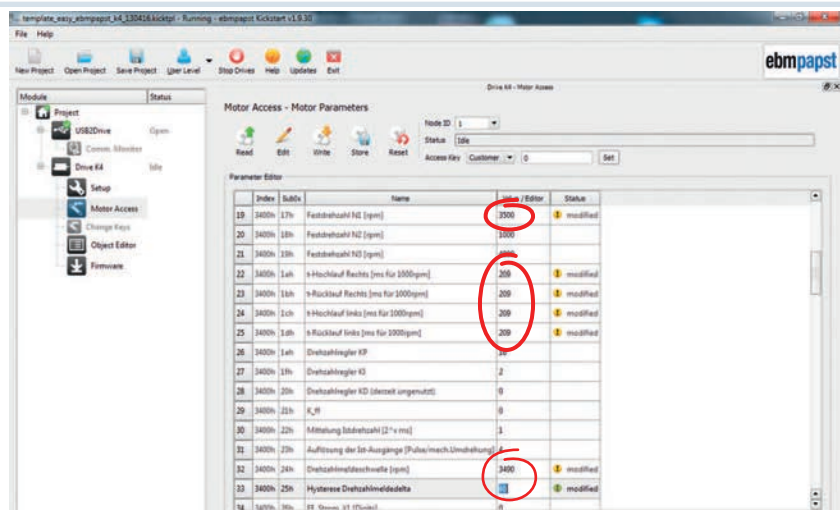 template_easy_ebmpapst_k4_130416.kicktpl - Running - ebmpapst Kickstart v1.9.30
File Help
New Project Open Project Save Project User Level Stop Drives Help Updates Exit
ebmpapst
Drive K4 - Motor Access
Module Status
Project
USB2Drive Open
Comm. Monitor
Drive K4 Idle
Setup
Motor Access
Change Keys
Object Editor
Firmware
Motor Access - Motor Parameters
Read Edit Write Store Reset
Node ID 1
Status Idle
Access Key Customer 0 Set
Parameter Editor
Index SubIx Name Value / Editor Status
19 3400h 17h Festdrehzahl N1 [rpm] 3500 modified
20 3400h 18h Festdrehzahl N2 [rpm] 1000
21 3400h 19h Festdrehzahl N3 [rpm]
22 3400h 1ah t-Hochlauf Rechts [ms für 1000rpm] 209 modified
23 3400h 1bh t-Rücklauf Rechts [ms für 1000rpm] 209 modified
24 3400h 1ch t-Hochlauf links [ms für 1000rpm] 209 modified
25 3400h 1dh t-Rücklauf links [ms für 1000rpm] 209 modified
26 3400h 1eh Drehzahlregler KP
27 3400h 1fh Drehzahlregler KI 2
28 3400h 20h Drehzahlregler KD (derzeit ungenutzt) 0
29 3400h 21h K_ff 0
30 3400h 22h Mittelung Istdrehzahl [2^v ms] 1
31 3400h 23h Auflösung der Ist-Ausgänge [Pulse/mech.Umdrehung]
32 3400h 24h Drehzahlmeldeschwelle [rpm] 3400 modified
33 3400h 25h Hysterese Drehzahlmeldedelta modified
34 3400h 26h